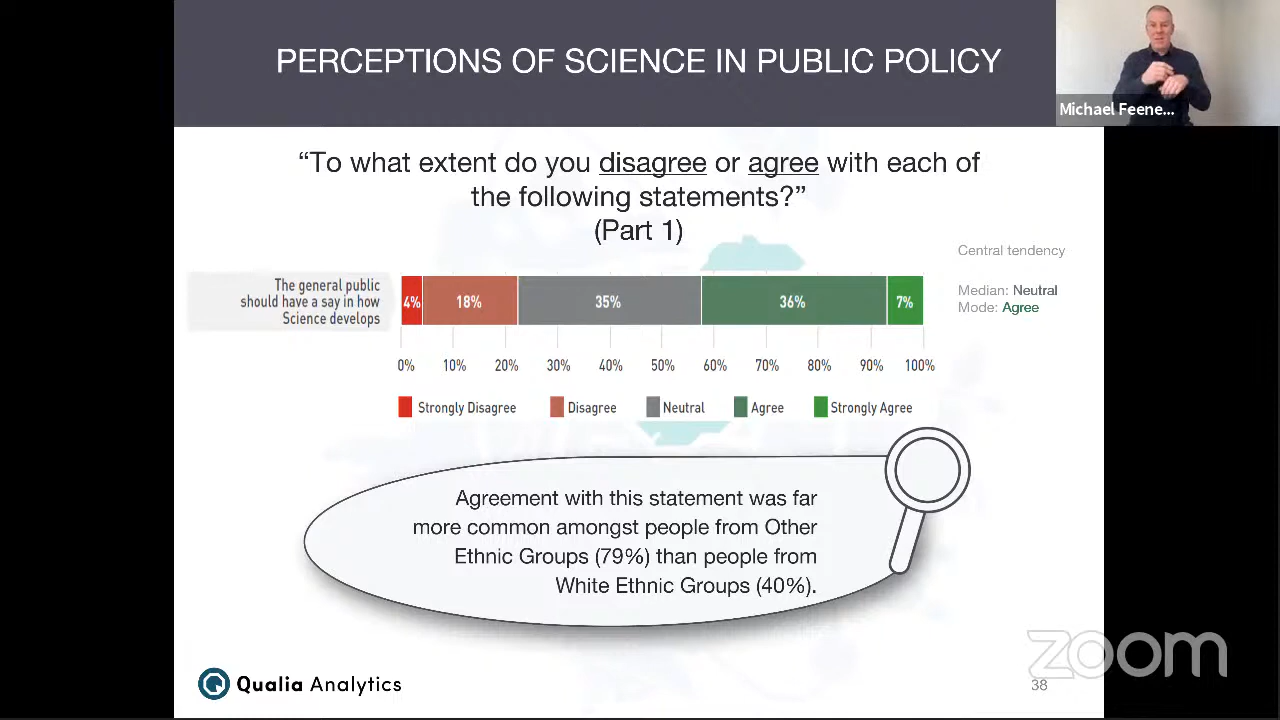 PERCEPTIONS OF SCIENCE IN PUBLIC POLICY
Michael Feene...
“To what extent do you disagree or agree with each of
the following statements?”
(Part 1)
Central tendency
Median: Neutral
Mode: Agree
The general public
should have a say in how
Science develops
4% 18% 35% 36% 7%
0% 10% 20% 30% 40% 50% 60% 70% 80% 90% 100%
Strongly Disagree Disagree Neutral Agree Strongly Agree
Agreement with this statement was far
more common amongst people from Other
Ethnic Groups (79%) than people from
White Ethnic Groups (40%).
Qualia Analytics
zoom
38